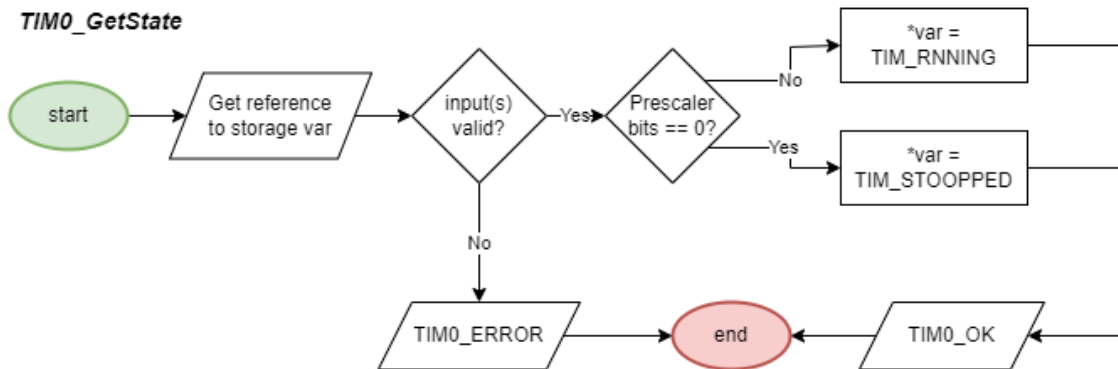 TIM0_GetState
start
Get reference
to storage var
input(s)
valid?
Yes
Prescaler
bits == 0?
No
*var =
TIM_RNNING
Yes
*var =
TIM_STOOPPED
No
TIM0_ERROR
end
TIM0_OK